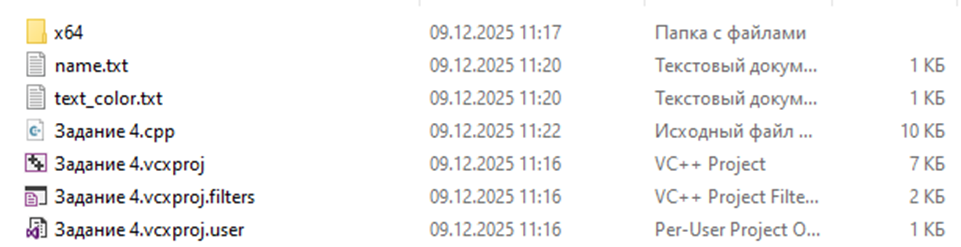 x64 09.12.2025 11:17 Папка с файлами
name.txt 09.12.2025 11:20 Текстовый докум... 1 КБ
text_color.txt 09.12.2025 11:20 Текстовый докум... 1 КБ
Задание 4.cpp 09.12.2025 11:22 Исходный файл ... 10 КБ
Задание 4.vcxproj 09.12.2025 11:16 VC++ Project 7 КБ
Задание 4.vcxproj.filters 09.12.2025 11:16 VC++ Project Filte... 2 КБ
Задание 4.vcxproj.user 09.12.2025 11:16 Per-User Project O... 1 КБ